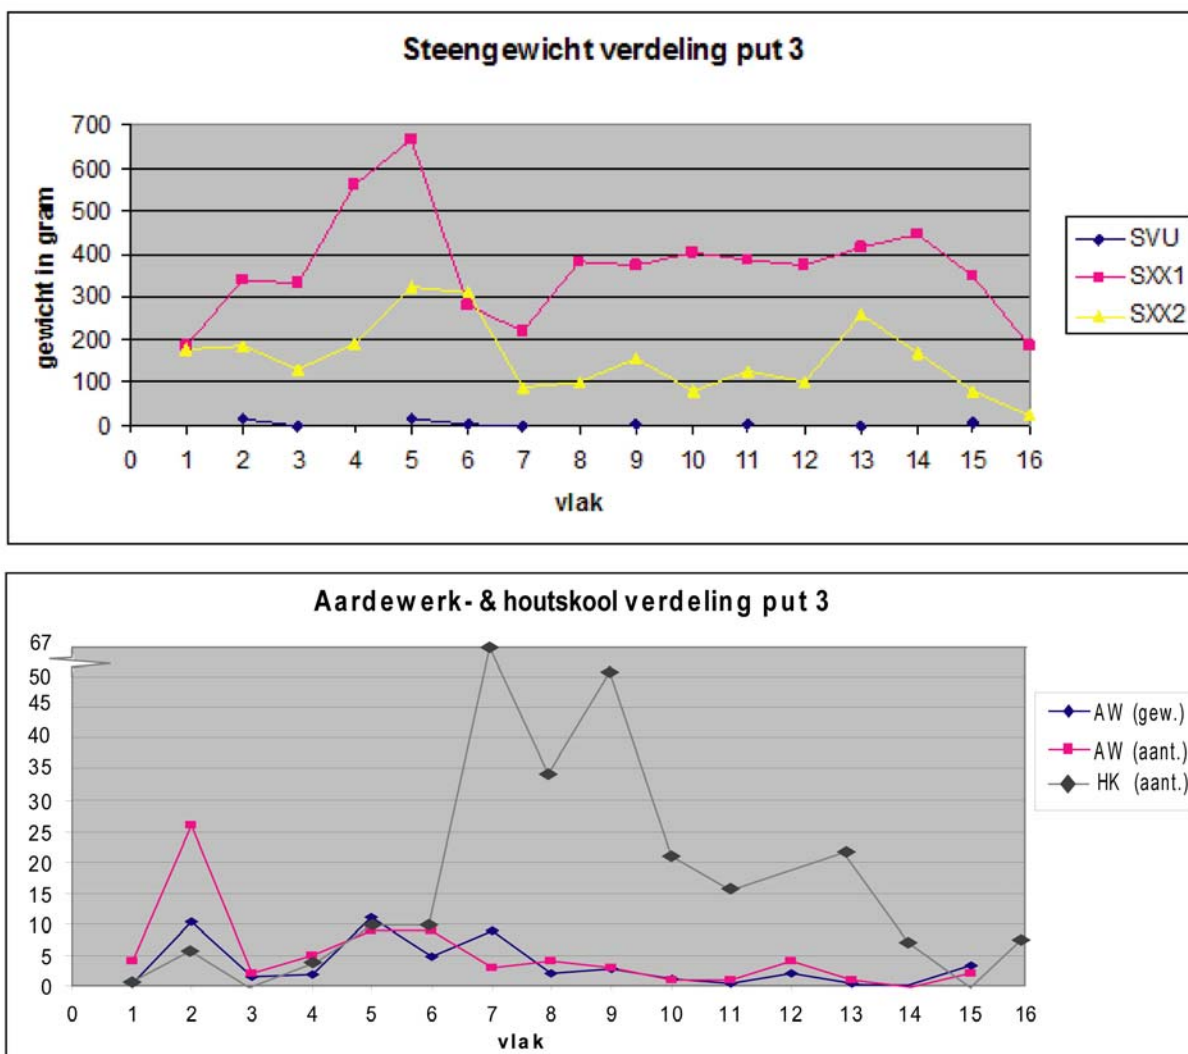 Steengewicht verdeling put 3
gewicht in gram
700
600
500
400
300
200
100
0
0 1 2 3 4 5 6 7 8 9 10 11 12 13 14 15 16
vlak
SVU
SXX1
SXX2
Aardewerk- & houtskool verdeling put 3
67
50
45
40
35
30
25
20
15
10
5
0
0 1 2 3 4 5 6 7 8 9 10 11 12 13 14 15 16
vlak
AW (gew.)
AW (aant.)
HK (aant.)